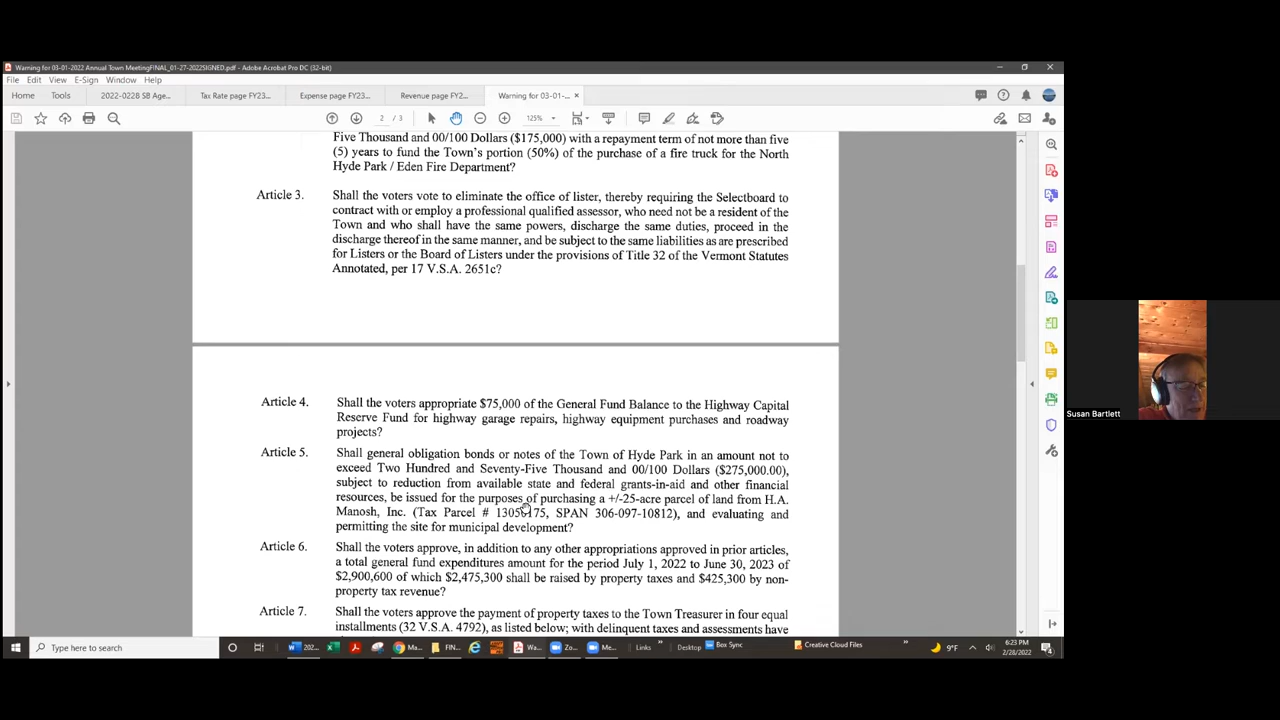 Warning for 03-01-2022 Annual Town MeetingFINAL_01-27-2022SIGNED.pdf - Adobe Acrobat Pro DC (32-bit)
File Edit View E-Sign Window Help
Home Tools 2022-0228 SB Age... Tax Rate page FY23... Expense page FY23... Revenue page FY2... Warning for 03-01-... ×
2 / 3 125%
Five Thousand and 00/100 Dollars ($175,000) with a repayment term of not more than five
(5) years to fund the Town's portion (50%) of the purchase of a fire truck for the North
Hyde Park / Eden Fire Department?
Article 3. Shall the voters vote to eliminate the office of lister, thereby requiring the Selectboard to
contract with or employ a professional qualified assessor, who need not be a resident of the
Town and who shall have the same powers, discharge the same duties, proceed in the
discharge thereof in the same manner, and be subject to the same liabilities as are prescribed
for Listers or the Board of Listers under the provisions of Title 32 of the Vermont Statutes
Annotated, per 17 V.S.A. 2651c?
Article 4. Shall the voters appropriate $75,000 of the General Fund Balance to the Highway Capital
Reserve Fund for highway garage repairs, highway equipment purchases and roadway
projects?
Article 5. Shall general obligation bonds or notes of the Town of Hyde Park in an amount not to
exceed Two Hundred and Seventy-Five Thousand and 00/100 Dollars ($275,000.00),
subject to reduction from available state and federal grants-in-aid and other financial
resources, be issued for the purposes of purchasing a +/-25-acre parcel of land from H.A.
Manosh, Inc. (Tax Parcel # SPAN 306-097-10812), and evaluating and
permitting the site for municipal development?
Article 6. Shall the voters approve, in addition to any other appropriations approved in prior articles,
a total general fund expenditures amount for the period July 1, 2022 to June 30, 2023 of
$2,900,600 of which $2,475,300 shall be raised by property taxes and $425,300 by non-
property tax revenue?
Article 7. Shall the voters approve the payment of property taxes to the Town Treasurer in four equal
installments (32 V.S.A. 4792), as listed below; with delinquent taxes and assessments have
Susan Bartlett
Type here to search 202... Ma... FIN... Wa... Zo... Me... Links Desktop Box Sync Creative Cloud Files 9°F 6:23 PM
2/28/2022